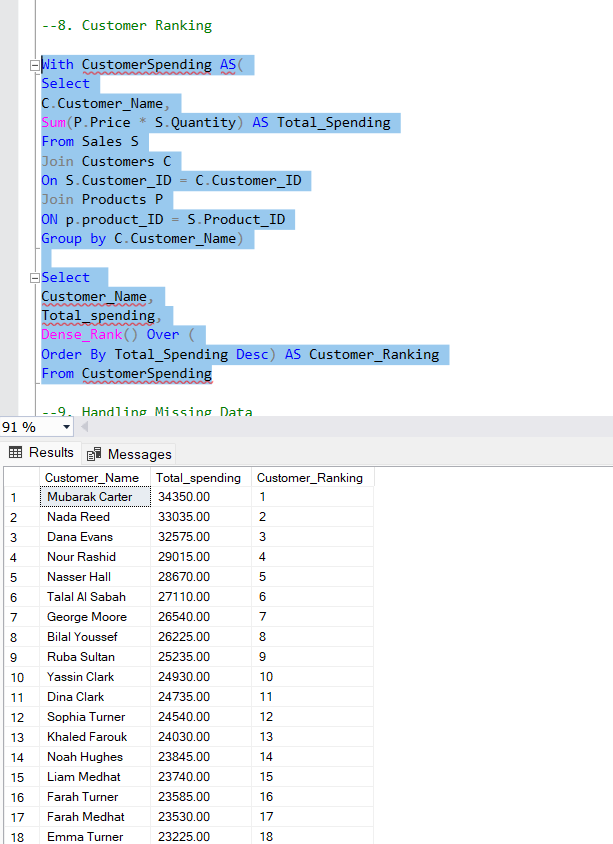 --8. Customer Ranking
With CustomerSpending AS(
Select
C.Customer_Name,
Sum(P.Price * S.Quantity) AS Total_Spending
From Sales S
Join Customers C
On S.Customer_ID = C.Customer_ID
Join Products P
ON p.product_ID = S.Product_ID
Group by C.Customer_Name)
Select
Customer_Name,
Total_spending,
Dense_Rank() Over (
Order By Total_Spending Desc) AS Customer_Ranking
From CustomerSpending
--9. Handling Missing Data
91 %
Results Messages
Customer_Name Total_spending Customer_Ranking
1 Mubarak Carter 34350.00 1
2 Nada Reed 33035.00 2
3 Dana Evans 32575.00 3
4 Nour Rashid 29015.00 4
5 Nasser Hall 28670.00 5
6 Talal Al Sabah 27110.00 6
7 George Moore 26540.00 7
8 Bilal Youssef 26225.00 8
9 Ruba Sultan 25235.00 9
10 Yassin Clark 24930.00 10
11 Dina Clark 24735.00 11
12 Sophia Turner 24540.00 12
13 Khaled Farouk 24030.00 13
14 Noah Hughes 23845.00 14
15 Liam Medhat 23740.00 15
16 Farah Turner 23585.00 16
17 Farah Medhat 23530.00 17
18 Emma Turner 23225.00 18